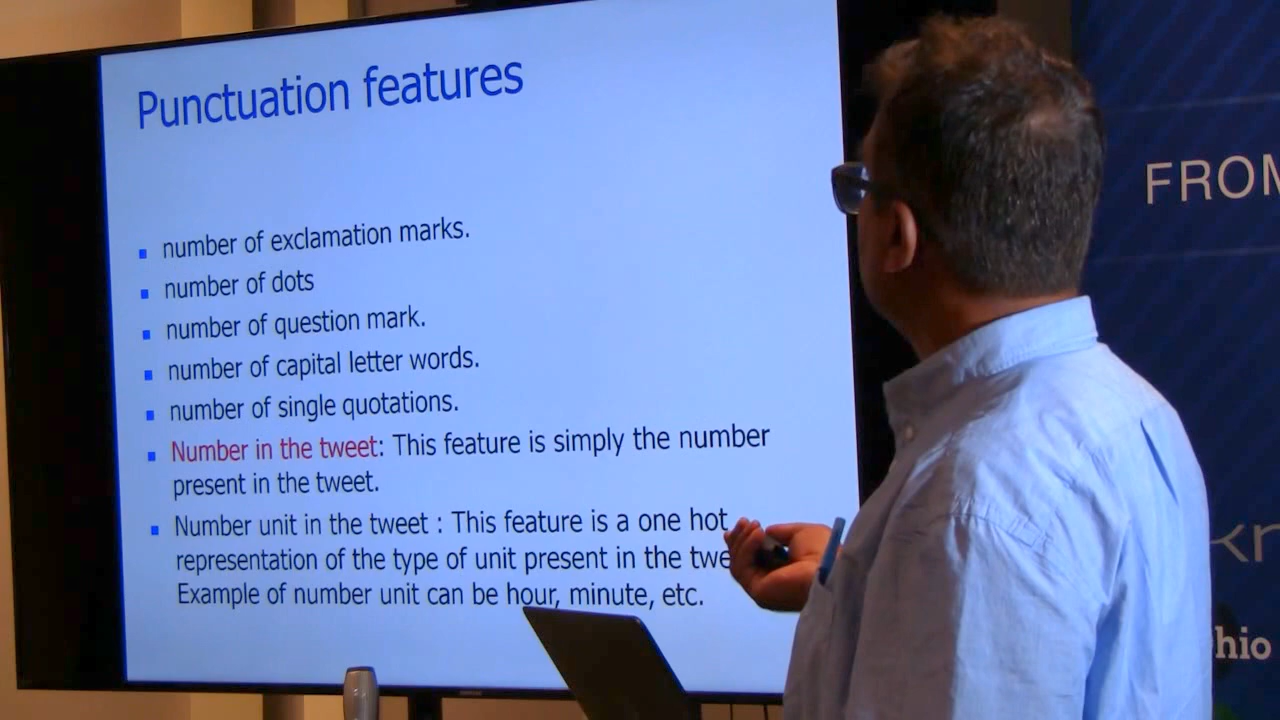 Punctuation features
number of exclamation marks.
number of dots
number of question mark.
number of capital letter words.
number of single quotations.
Number in the tweet: This feature is simply the number
present in the tweet.
Number unit in the tweet : This feature is a one hot
representation of the type of unit present in the
Example of number unit can be hour, minute, etc.
SAMSUNG
FROM
kn
hio